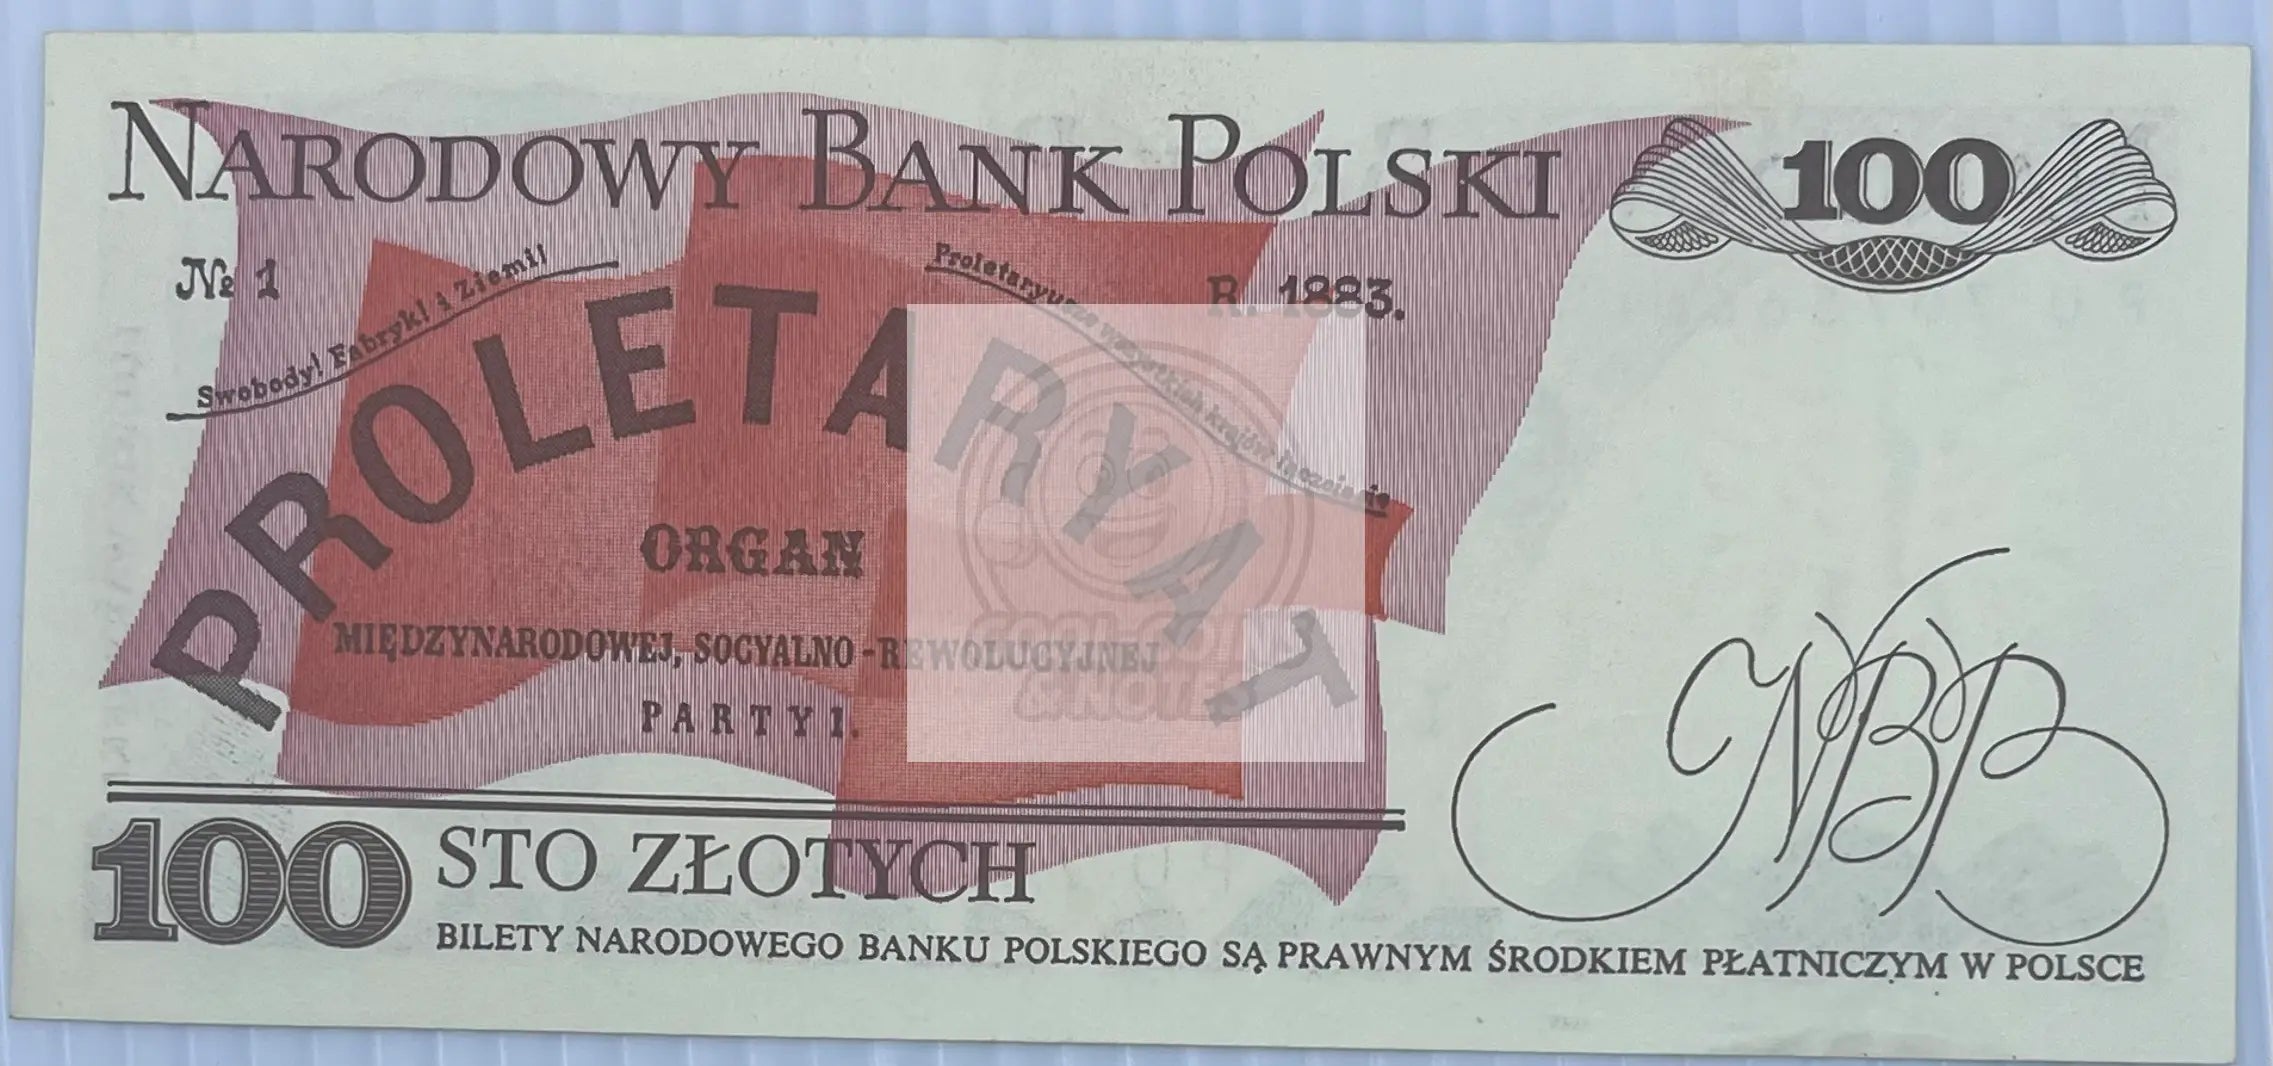 NARODOWY BANK POLSKI 100
№ 1
Swobody! Fabryk! i Ziemi!
Proletaryusze wszystkich krajów łączcie się
R. 1883.
PROLETARYAT
ORGAN
MIĘDZYNARODOWEJ, SOCYALNO-REWOLUCYJNEJ
PARTYI.
NBP
100 STO ZŁOTYCH
BILETY NARODOWEGO BANKU POLSKIEGO SĄ PRAWNYM ŚRODKIEM PŁATNICZYM W POLSCE